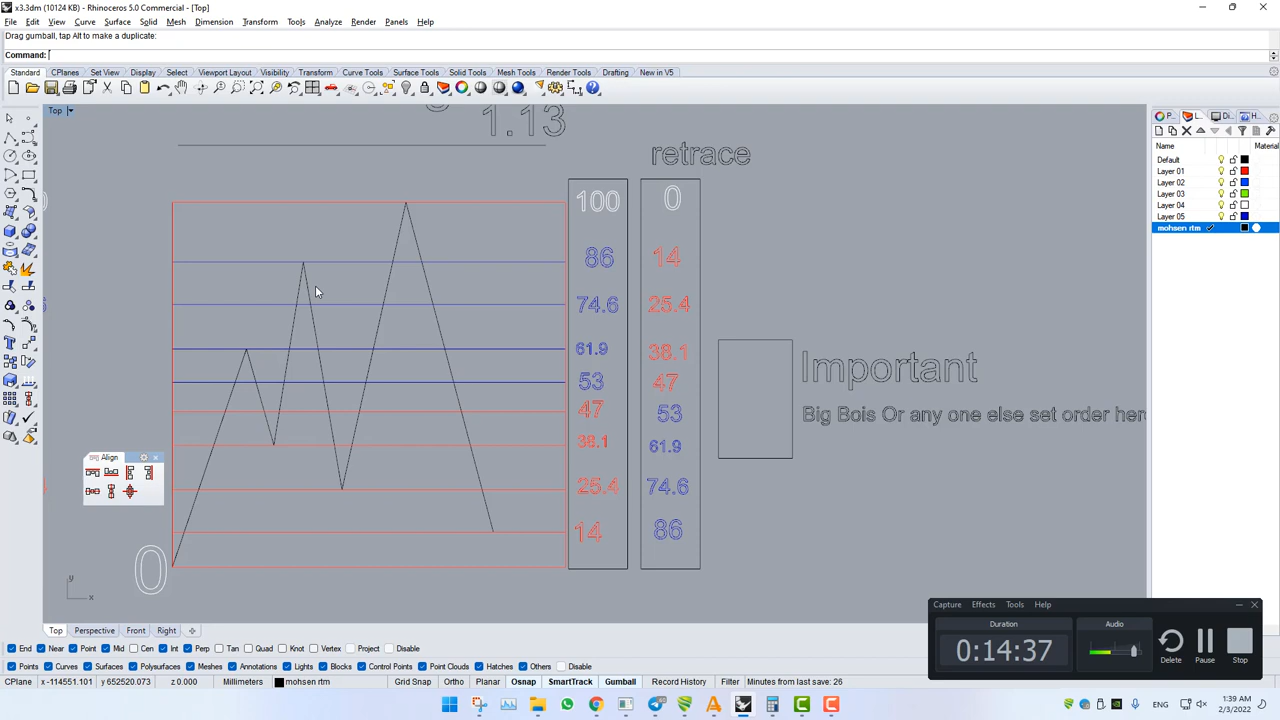 x3.3dm (10124 KB) - Rhinoceros 5.0 Commercial - [Top]
File Edit View Curve Surface Solid Mesh Dimension Transform Tools Analyze Render Panels Help
Drag gumball, tap Alt to make a duplicate:
Command:
Standard CPlanes Set View Display Select Viewport Layout Visibility Transform Curve Tools Surface Tools Solid Tools Mesh Tools Render Tools Drafting New in V5
Top
1.13
retrace
100 0
86 14
74.6 25.4
61.9 38.1
53 47
47 53
38.1 61.9
25.4 74.6
14 86
0
Important
Big Bois Or any one else set order here
Align
y
x
Name Material
Default
Layer 01
Layer 02
Layer 03
Layer 04
Layer 05
mohsen rtm
Capture Effects Tools Help
Duration Audio
0:14:37
Delete Pause Stop
Top Perspective Front Right
End Near Point Mid Cen Int Perp Tan Quad Knot Vertex Project Disable
Points Curves Surfaces Polysurfaces Meshes Annotations Lights Blocks Control Points Point Clouds Hatches Others Disable
CPlane x -114551.101 y 652520.073 z 0.000 Millimeters mohsen rtm Grid Snap Ortho Planar Osnap SmartTrack Gumball Record History Filter Minutes from last save: 26
ENG 1:39 AM
2/3/2022